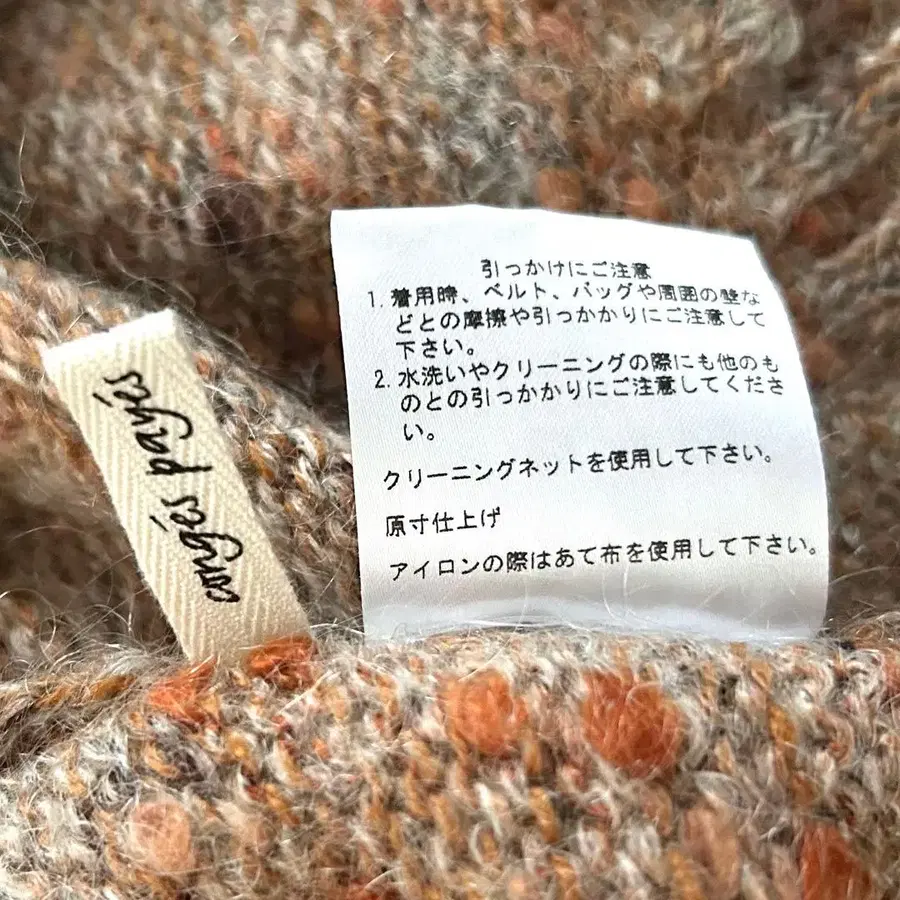 congés payés
引っかけにご注意
1. 着用時、ベルト、バッグや周囲の壁な
どとの摩擦や引っかかりにご注意して
下さい。
2. 水洗いやクリーニングの際にも他のも
のとの引っかかりにご注意してくださ
い。
クリーニングネットを使用して下さい。
原寸仕上げ
アイロンの際はあて布を使用して下さい。